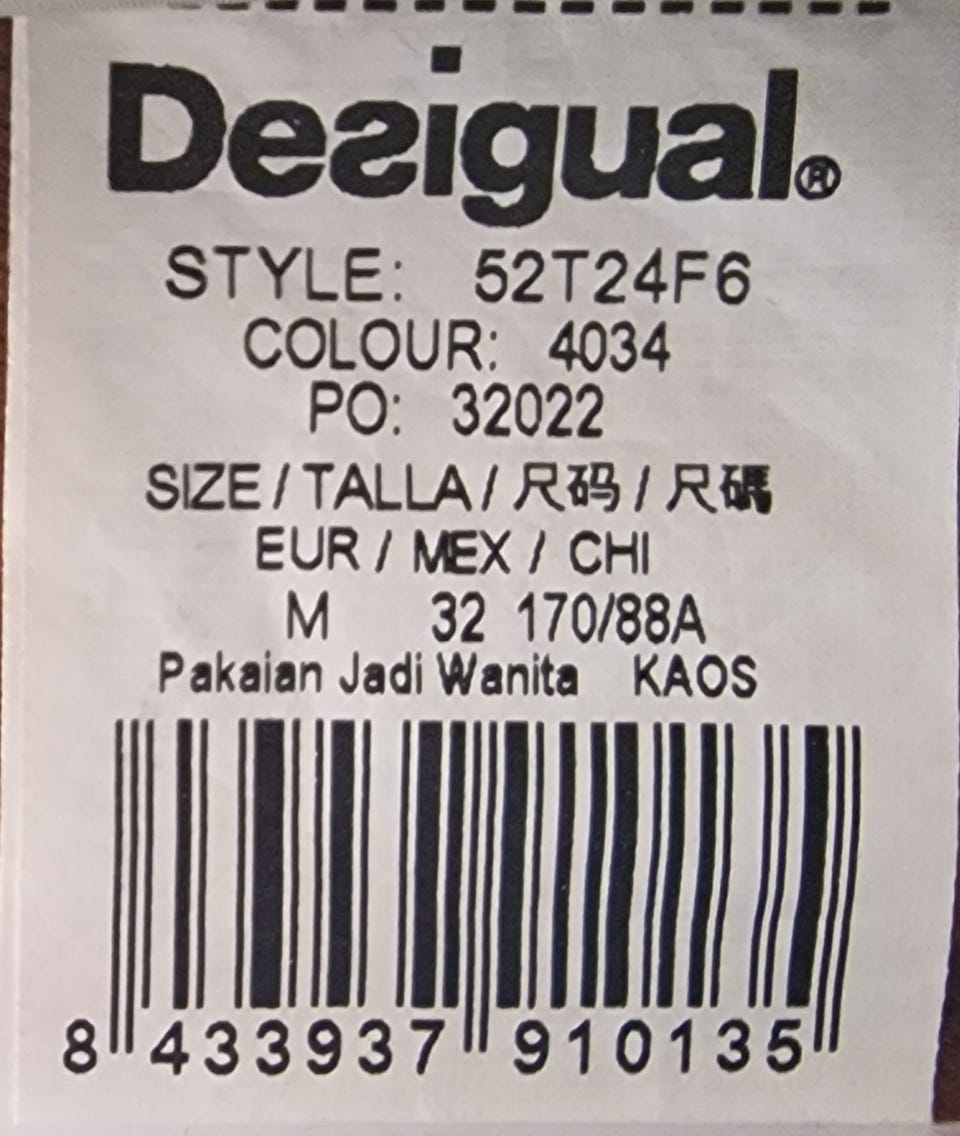 Desigual®
STYLE: 52T24F6
COLOUR: 4034
PO: 32022
SIZE / TALLA / 尺码 / 尺碼
EUR / MEX / CHI
M 32 170/88A
Pakaian Jadi Wanita KAOS
8 433937 910135